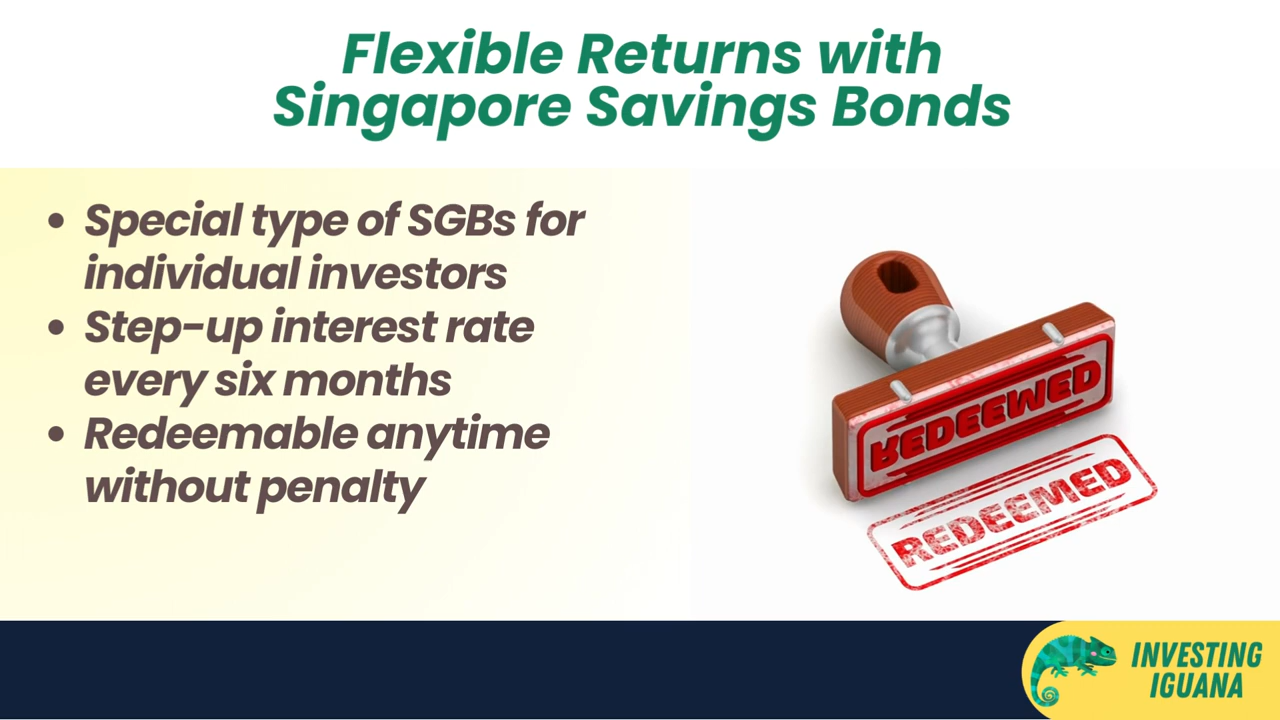 Flexible Returns with
Singapore Savings Bonds
• Special type of SGBs for
individual investors
• Step-up interest rate
every six months
• Redeemable anytime
without penalty
REDEEMED
REDEEMED
INVESTING
IGUANA